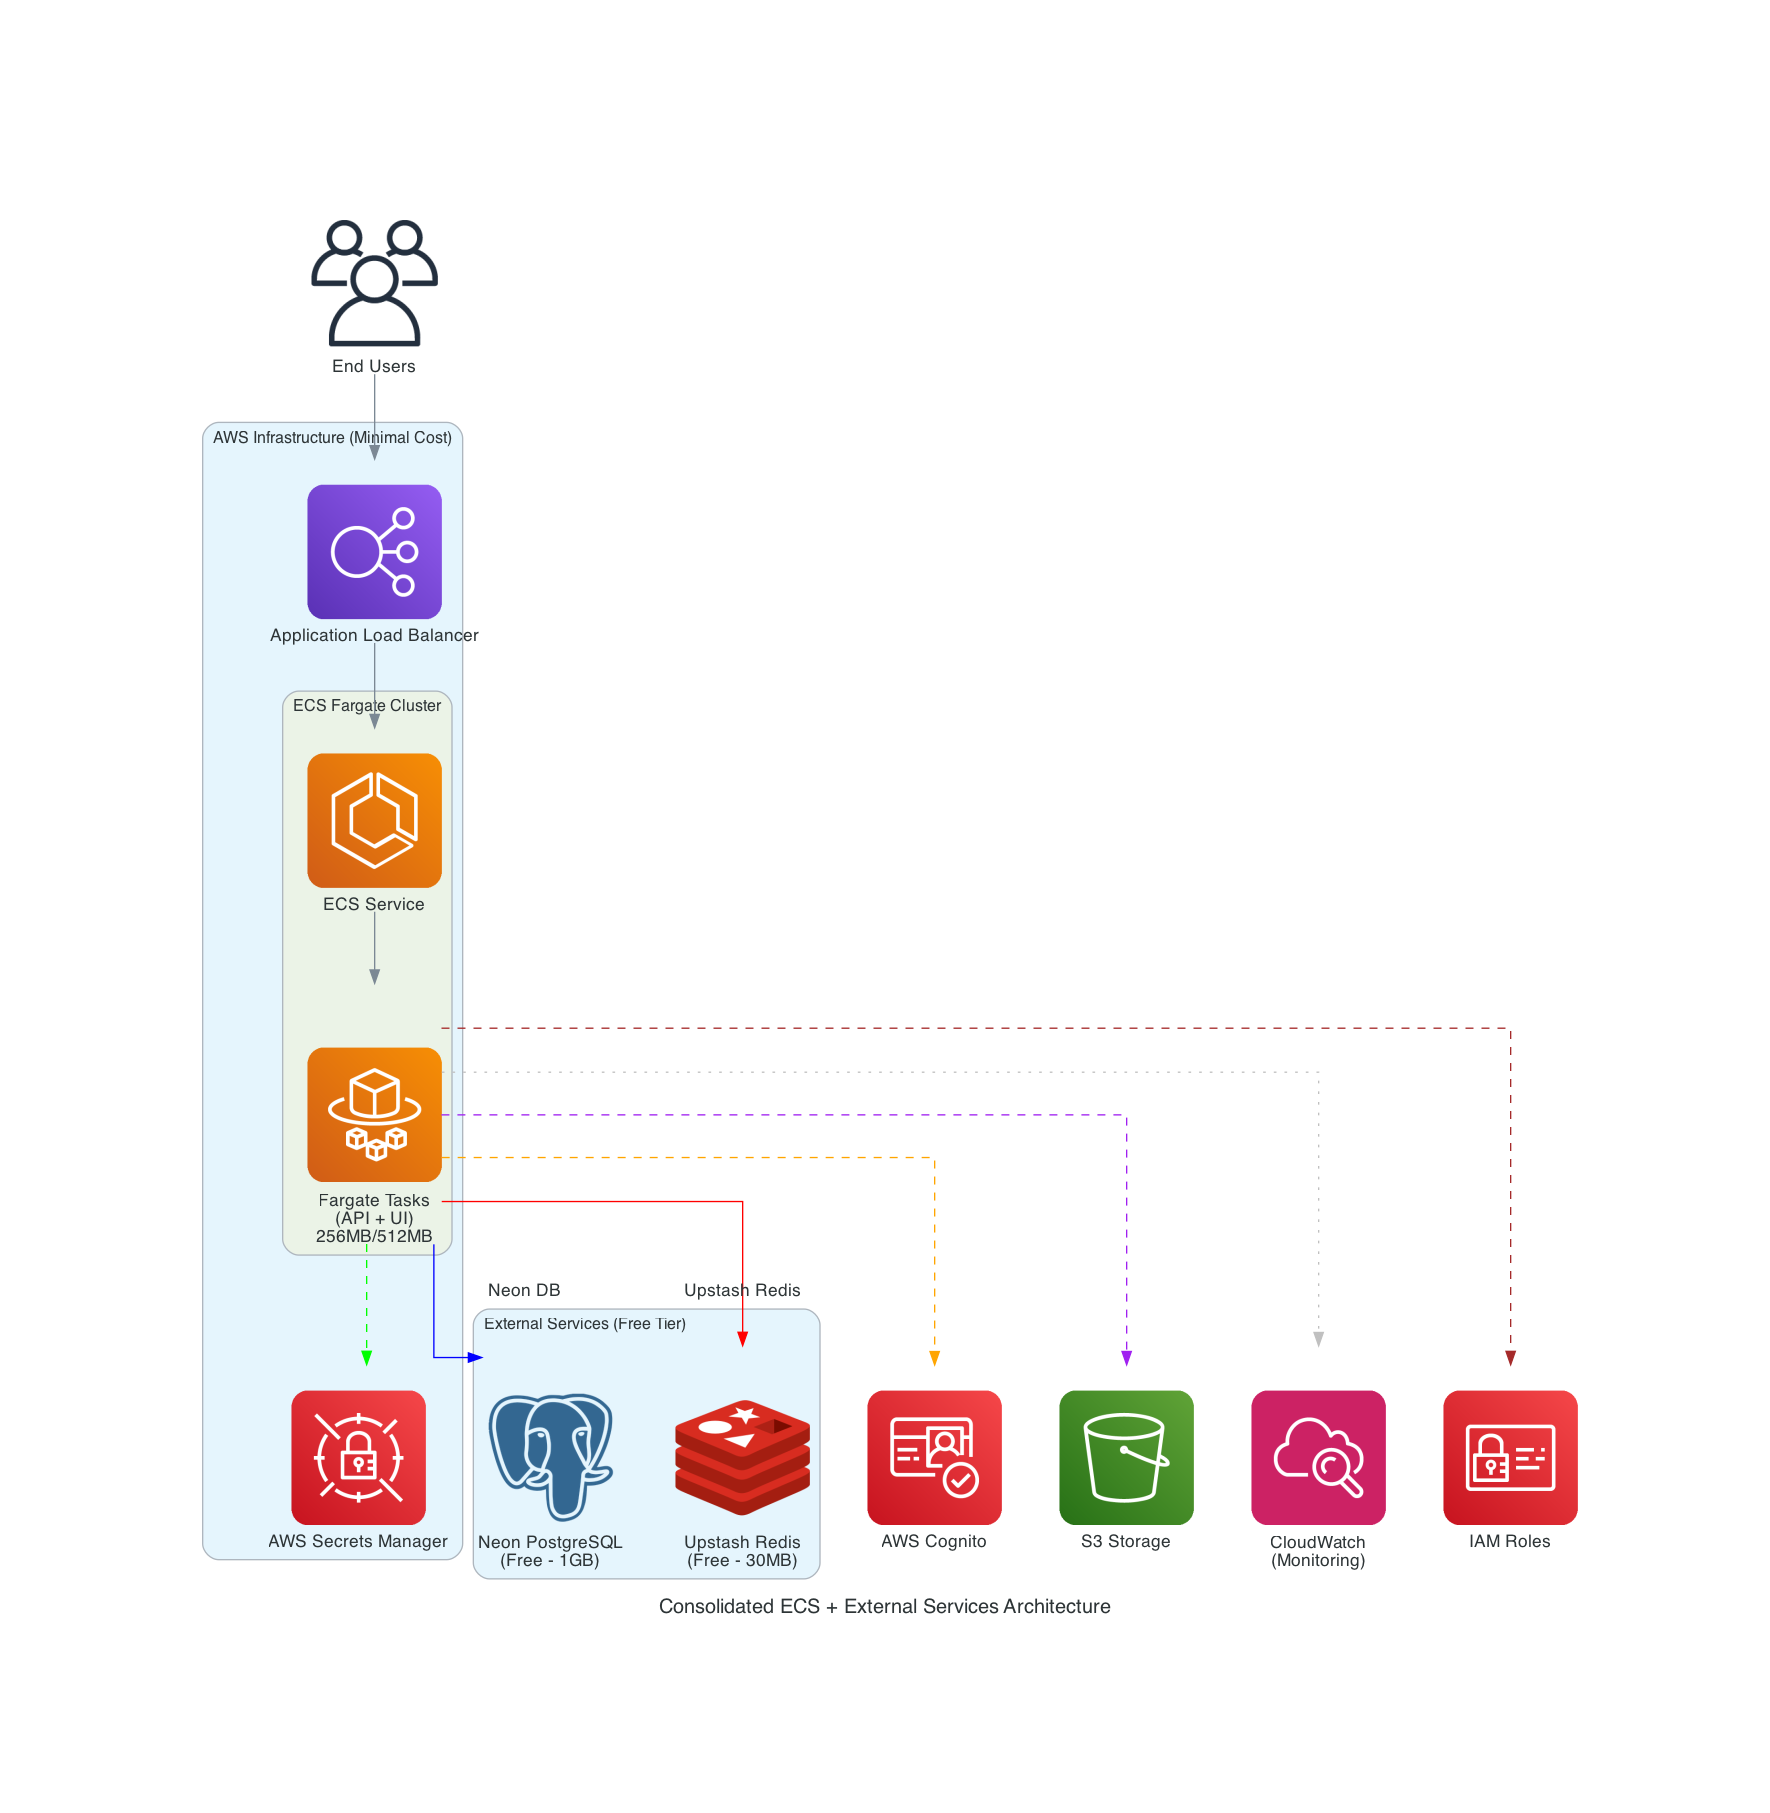 End Users
AWS Infrastructure (Minimal Cost)
Application Load Balancer
ECS Fargate Cluster
ECS Service
Fargate Tasks
(API + UI)
256MB/512MB
Neon DB
Upstash Redis
External Services (Free Tier)
AWS Secrets Manager
Neon PostgreSQL
(Free - 1GB)
Upstash Redis
(Free - 30MB)
AWS Cognito
S3 Storage
CloudWatch
(Monitoring)
IAM Roles
Consolidated ECS + External Services Architecture